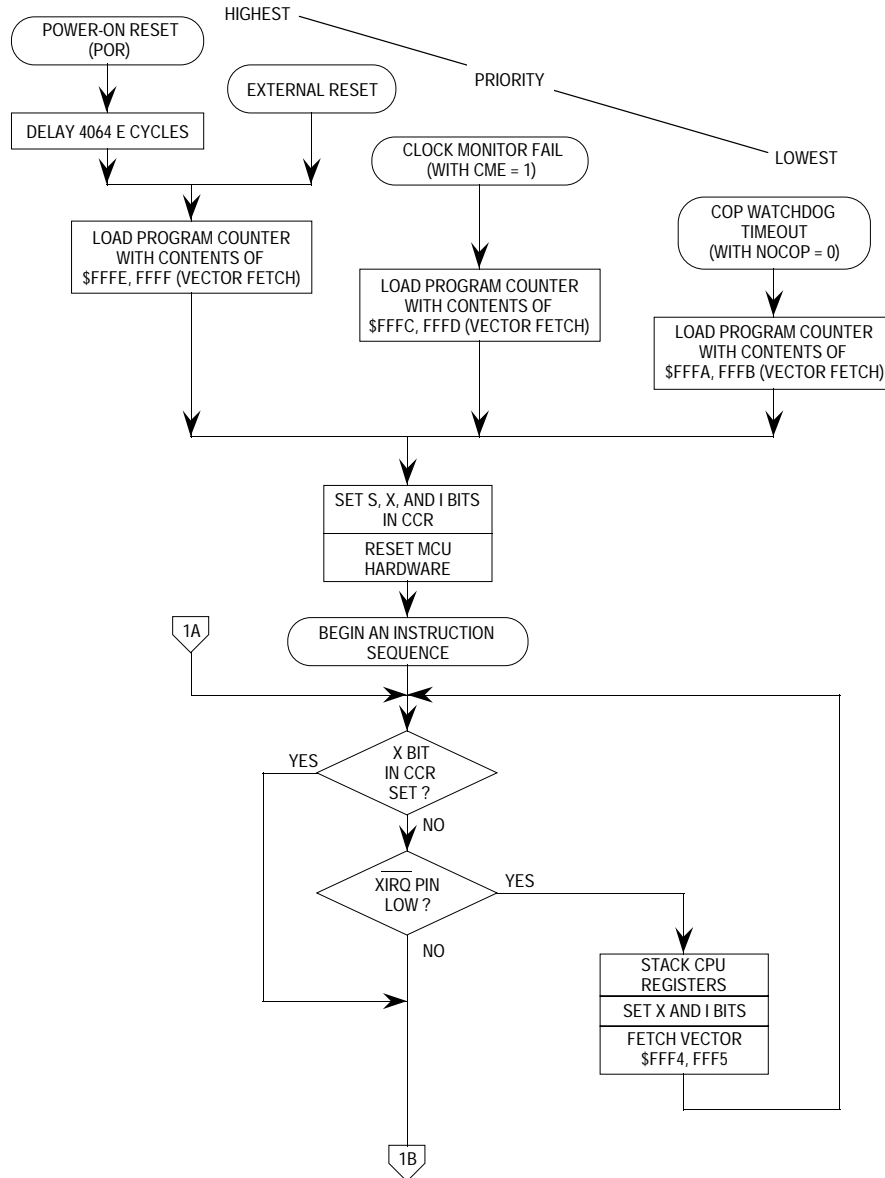 HIGHEST
POWER-ON RESET
(POR)
PRIORITY
EXTERNAL RESET
DELAY 4064 E CYCLES
CLOCK MONITOR FAIL
(WITH CME = 1)
LOWEST
COP WATCHDOG
TIMEOUT
(WITH NOCOP = 0)
LOAD PROGRAM COUNTER
WITH CONTENTS OF
$FFFE, FFFF (VECTOR FETCH)
LOAD PROGRAM COUNTER
WITH CONTENTS OF
$FFFC, FFFD (VECTOR FETCH)
LOAD PROGRAM COUNTER
WITH CONTENTS OF
$FFFA, FFFB (VECTOR FETCH)
SET S, X, AND I BITS
IN CCR
RESET MCU
HARDWARE
1A
BEGIN AN INSTRUCTION
SEQUENCE
YES
X BIT
IN CCR
SET ?
NO
XIRQ PIN
LOW ?
YES
NO
STACK CPU
REGISTERS
SET X AND I BITS
FETCH VECTOR
$FFF4, FFF5
1B